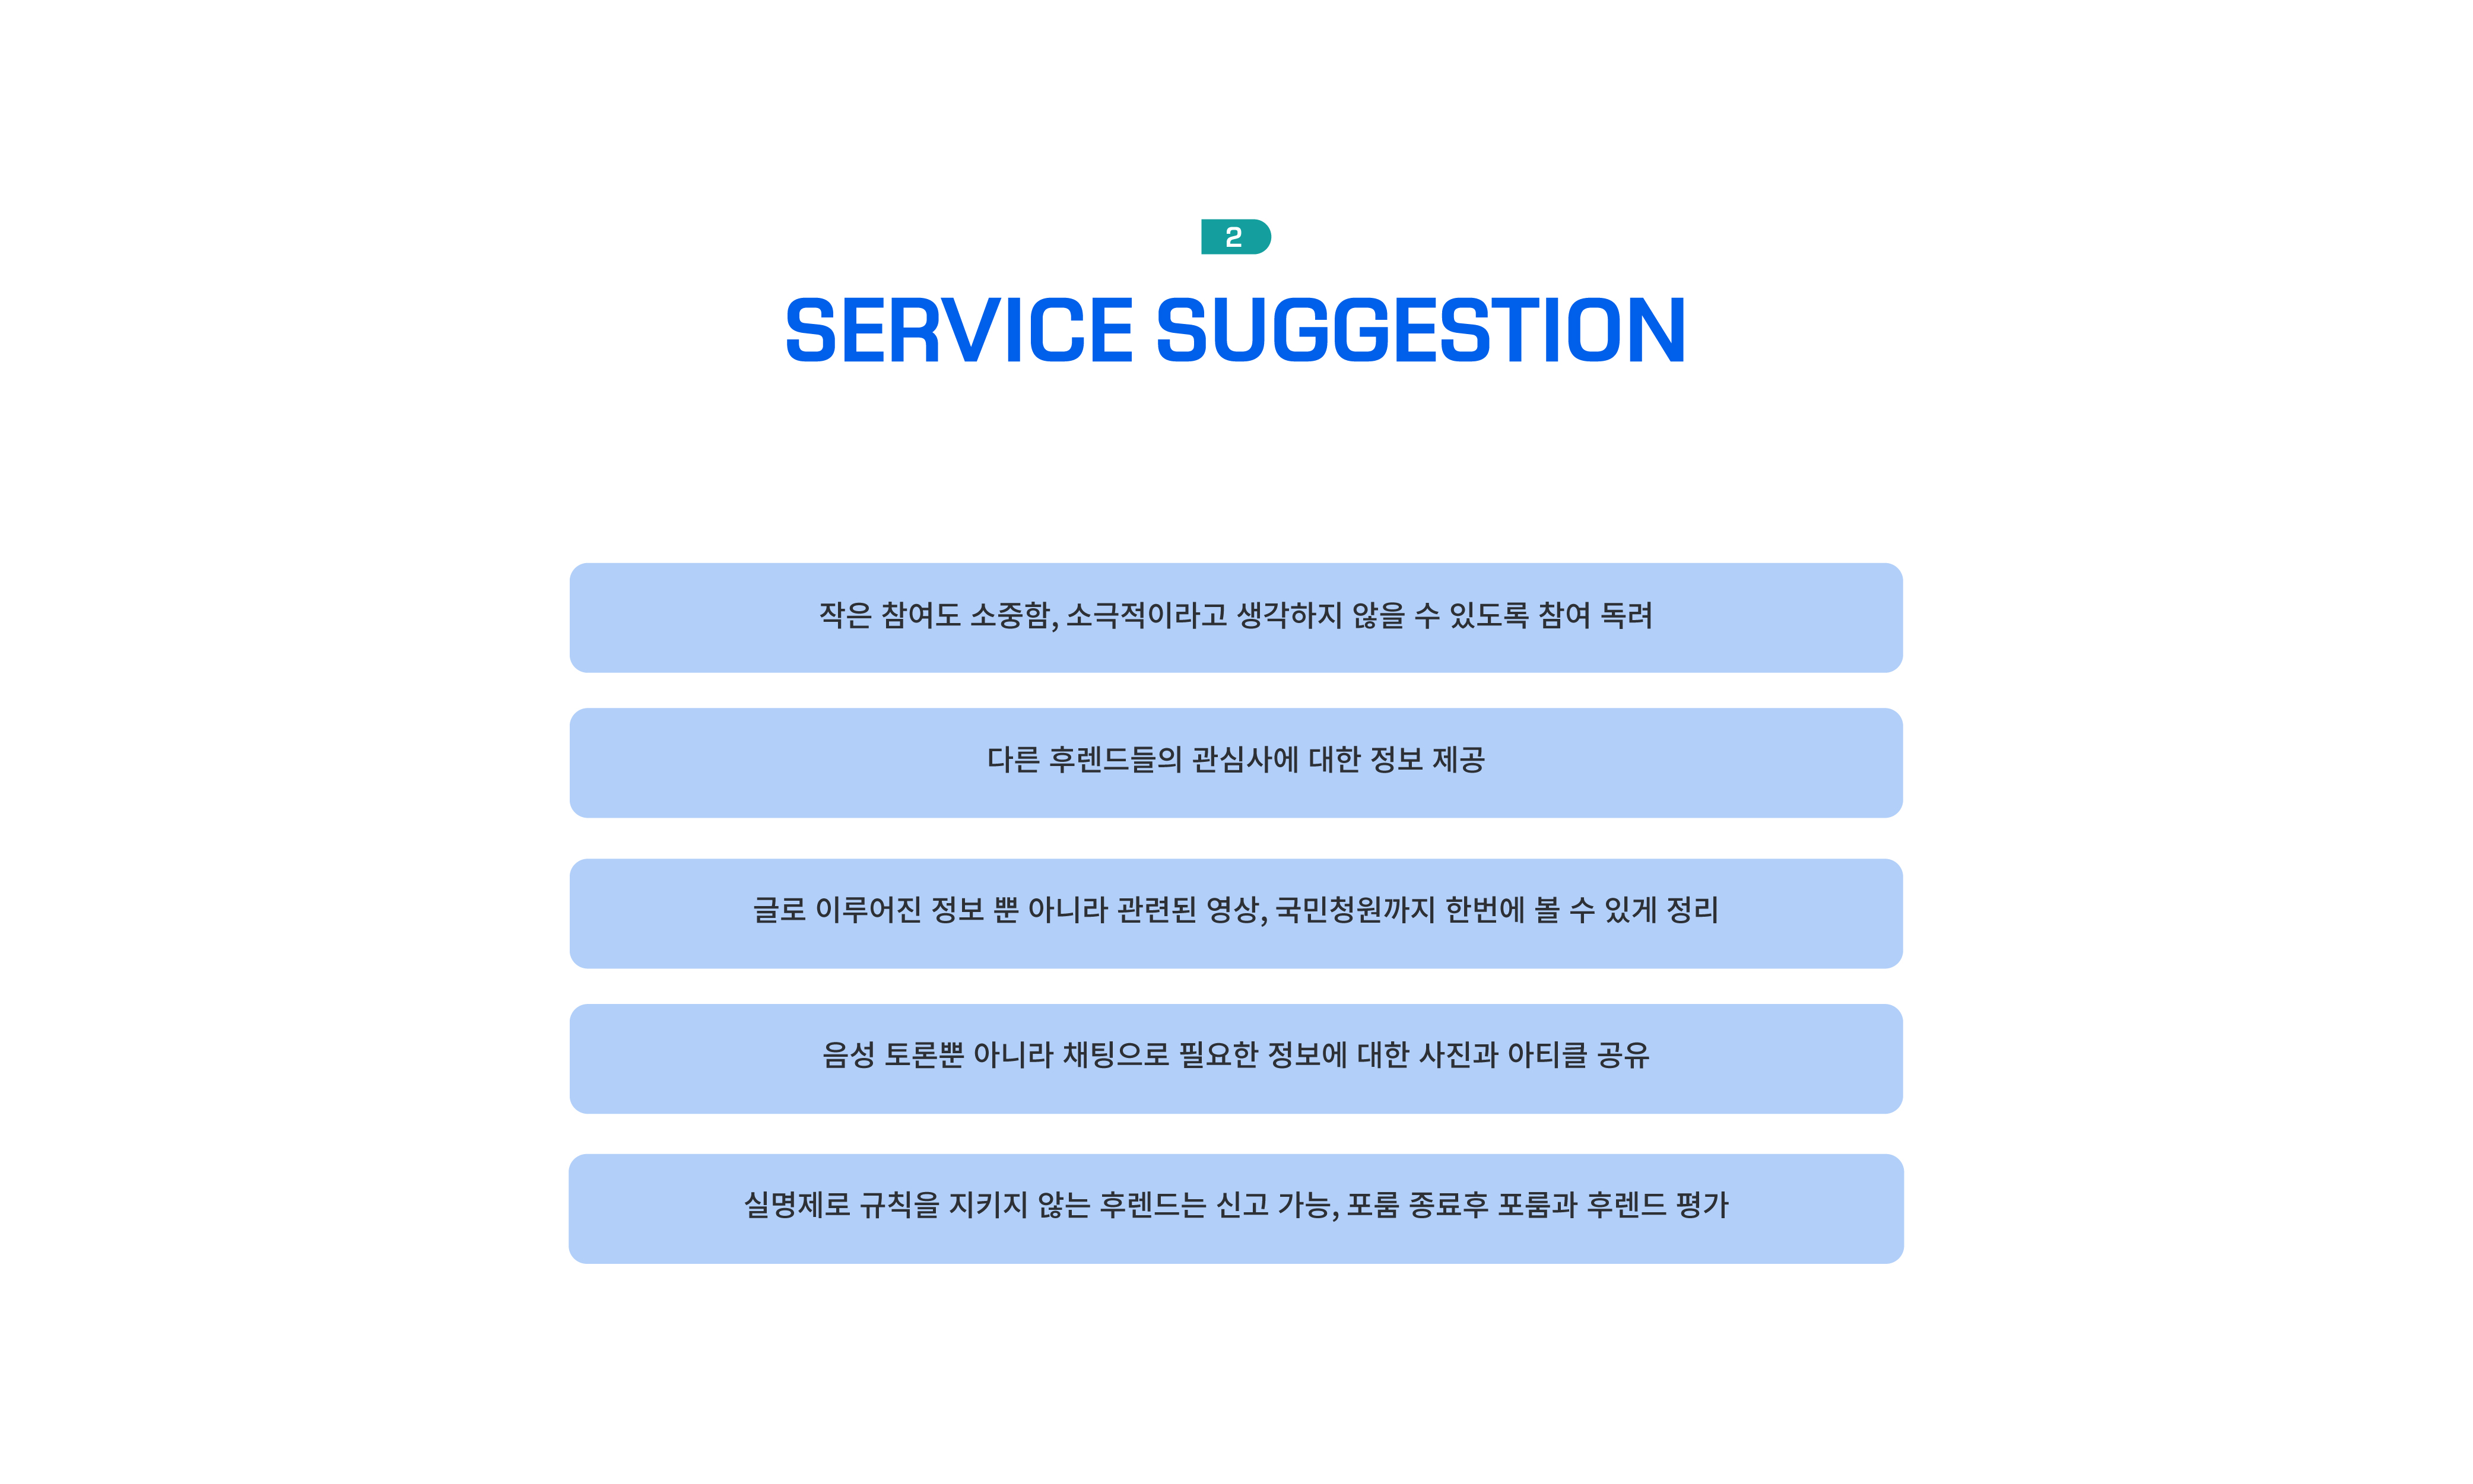 2
SERVICE SUGGESTION
작은 참여도 소중함, 소극적이라고 생각하지 않을 수 있도록 참여 독려
다른 후렌드들의 관심사에 대한 정보 제공
글로 이루어진 정보 뿐 아니라 관련된 영상, 국민청원까지 한번에 볼 수 있게 정리
음성 토론뿐 아니라 채팅으로 필요한 정보에 대한 사진과 아티클 공유
실명제로 규칙을 지키지 않는 후렌드는 신고 가능, 포룸 종료후 포룸과 후렌드 평가